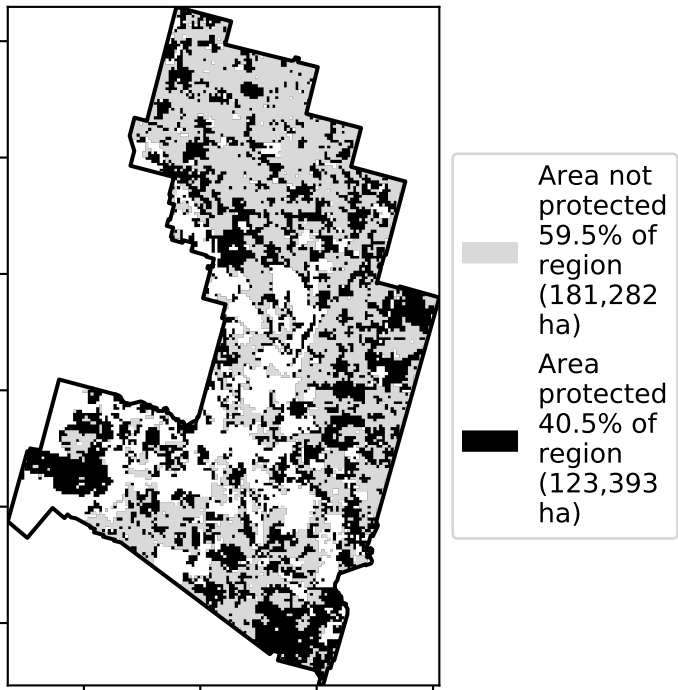 Area not
protected
59.5% of
region
(181,282
ha)
Area
protected
40.5% of
region
(123,393
ha)